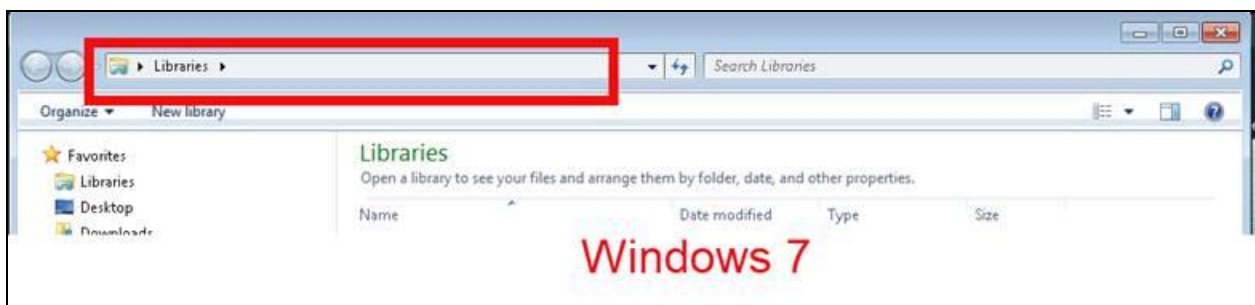 Libraries
Search Libraries
Organize New library
Favorites
Libraries
Desktop
Downloads
Libraries
Open a library to see your files and arrange them by folder, date, and other properties.
Name Date modified Type Size
Windows 7